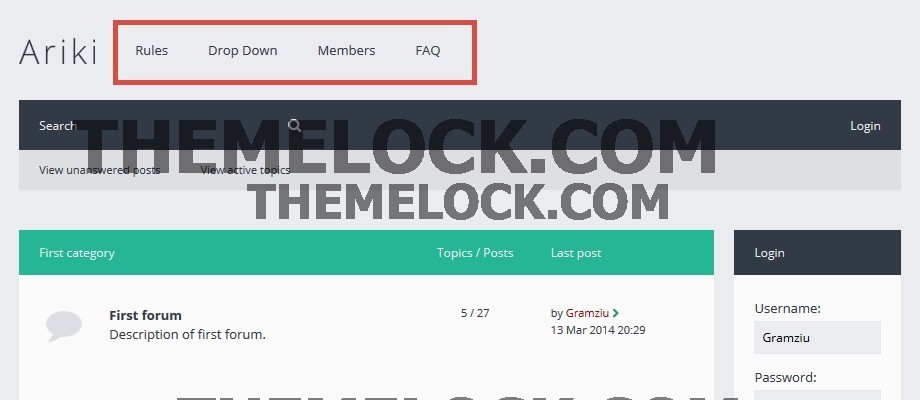 Ariki
Rules Drop Down Members FAQ
Search Login
THEMELOCK.COM
View unanswered posts View active topics
THEMELOCK.COM
First category Topics / Posts Last post Login
First forum 5 / 27 by Gramziu Username:
Description of first forum. 13 Mar 2014 20:29 Gramziu
Password:
THEMELOCK.COM